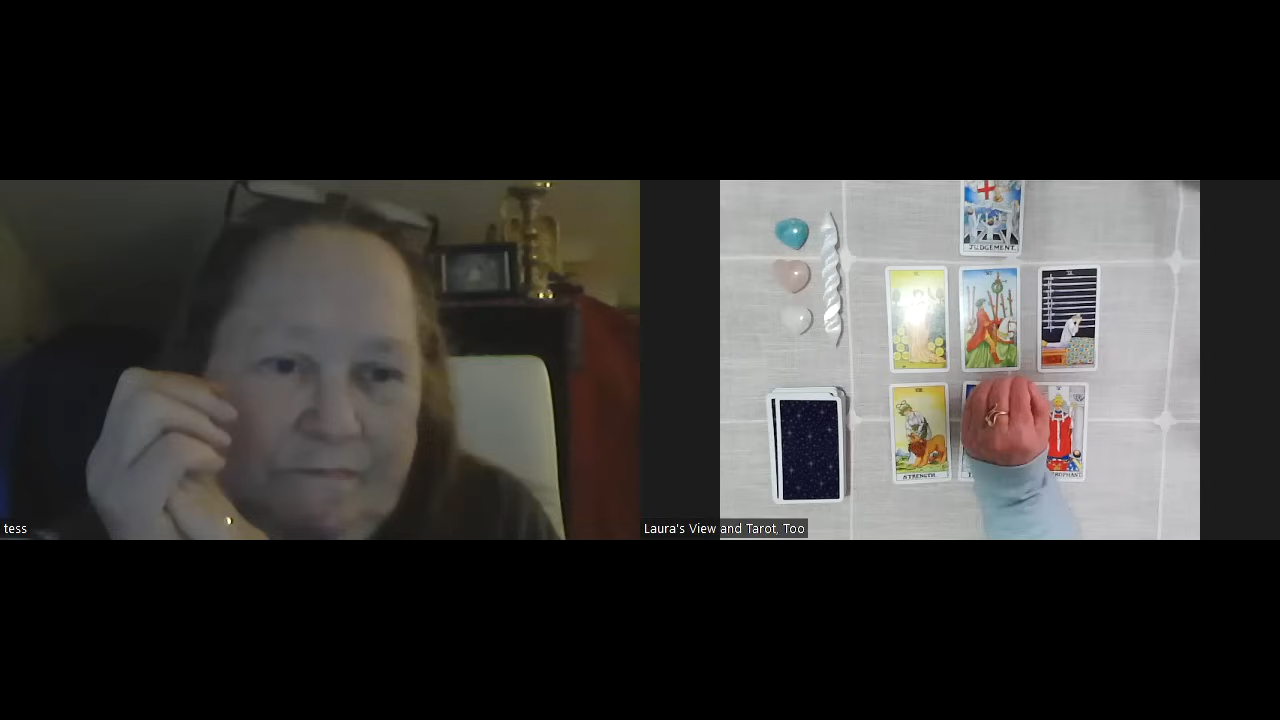 JUDGEMENT.
STRENGTH.
tess
Laura's View and Tarot, Too